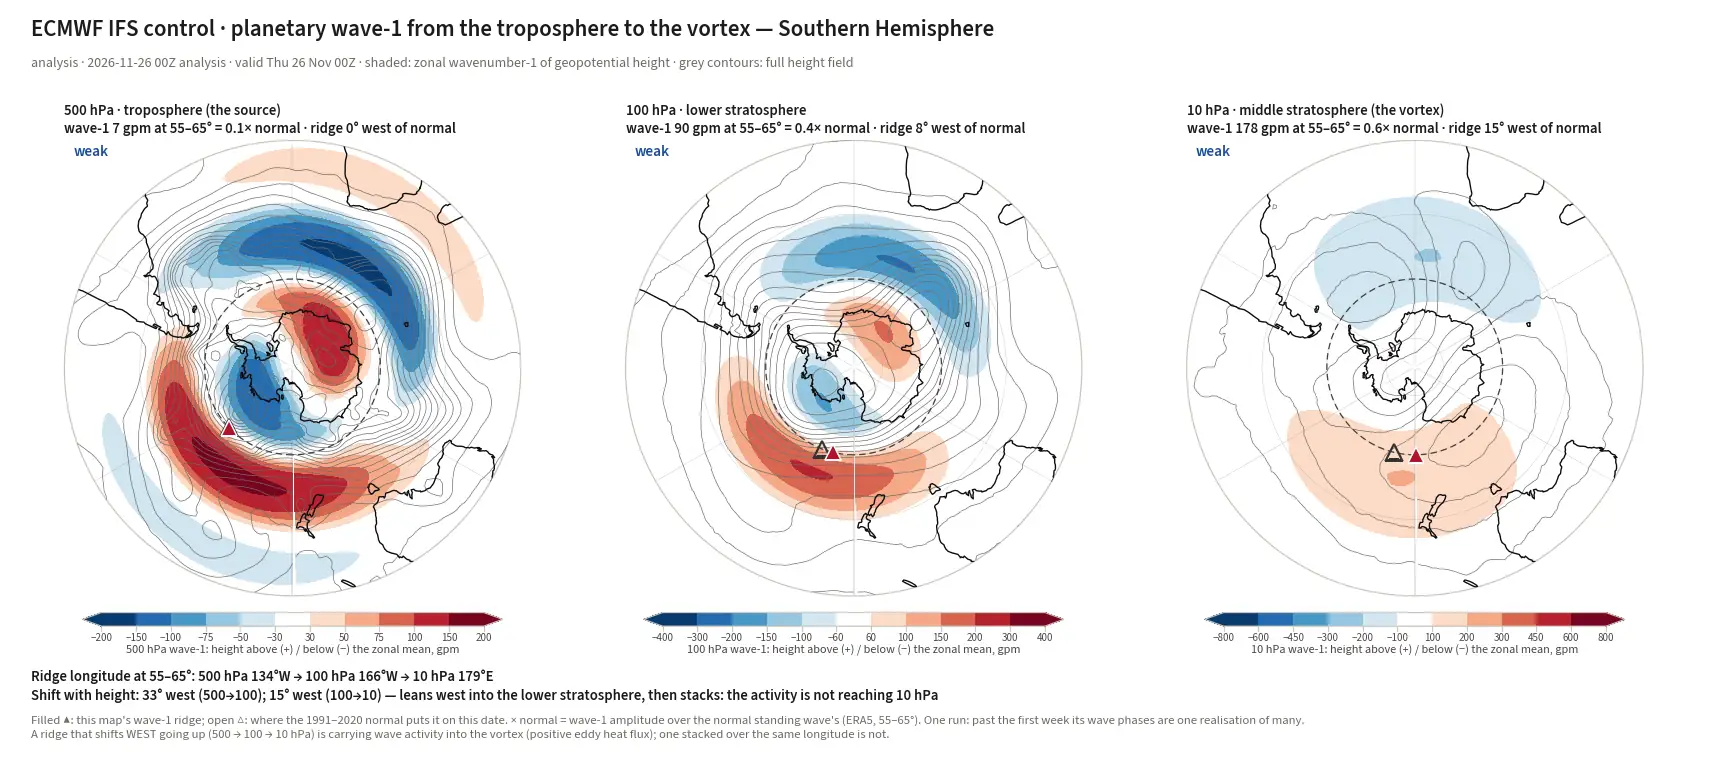 ECMWF IFS control · planetary wave-1 from the troposphere to the vortex — Southern Hemisphere
analysis · 2026-11-26 00Z analysis · valid Thu 26 Nov 00Z · shaded: zonal wavenumber-1 of geopotential height · grey contours: full height field
500 hPa · troposphere (the source)
wave-1 7 gpm at 55–65° = 0.1× normal · ridge 0° west of normal
weak
100 hPa · lower stratosphere
wave-1 90 gpm at 55–65° = 0.4× normal · ridge 8° west of normal
weak
10 hPa · middle stratosphere (the vortex)
wave-1 178 gpm at 55–65° = 0.6× normal · ridge 15° west of normal
weak
−200 −150 −100 −75 −50 −30 30 50 75 100 150 200
500 hPa wave-1: height above (+) / below (−) the zonal mean, gpm
−400 −300 −200 −150 −100 −60 60 100 150 200 300 400
100 hPa wave-1: height above (+) / below (−) the zonal mean, gpm
−800 −600 −450 −300 −200 −100 100 200 300 450 600 800
10 hPa wave-1: height above (+) / below (−) the zonal mean, gpm
Ridge longitude at 55–65°: 500 hPa 134°W → 100 hPa 166°W → 10 hPa 179°E
Shift with height: 33° west (500→100); 15° west (100→10) — leans west into the lower stratosphere, then stacks: the activity is not reaching 10 hPa
Filled ▲: this map's wave-1 ridge; open △: where the 1991–2020 normal puts it on this date. × normal = wave-1 amplitude over the normal standing wave's (ERA5, 55–65°). One run: past the first week its wave phases are one realisation of many.
A ridge that shifts WEST going up (500 → 100 → 10 hPa) is carrying wave activity into the vortex (positive eddy heat flux); one stacked over the same longitude is not.